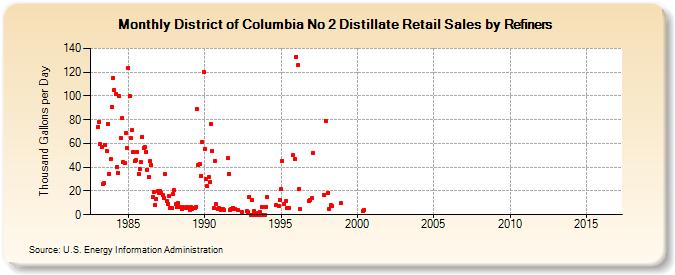 Monthly District of Columbia No 2 Distillate Retail Sales by Refiners
Thousand Gallons per Day
140
120
100
80
60
40
20
0
1985 1990 1995 2000 2005 2010 2015
Source: U.S. Energy Information Administration